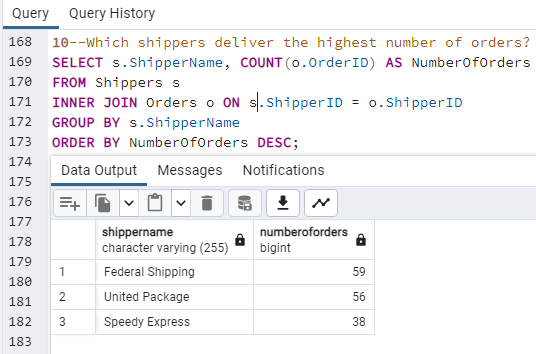 Query Query History
168 10--Which shippers deliver the highest number of orders?
169 SELECT s.ShipperName, COUNT(o.OrderID) AS NumberOfOrders
170 FROM Shippers s
171 INNER JOIN Orders o ON s.ShipperID = o.ShipperID
172 GROUP BY s.ShipperName
173 ORDER BY NumberOfOrders DESC;
174
175 Data Output Messages Notifications
176
177
178 shippername numberoforders
character varying (255) bigint
179
180 1 Federal Shipping 59
181 2 United Package 56
182 3 Speedy Express 38
183